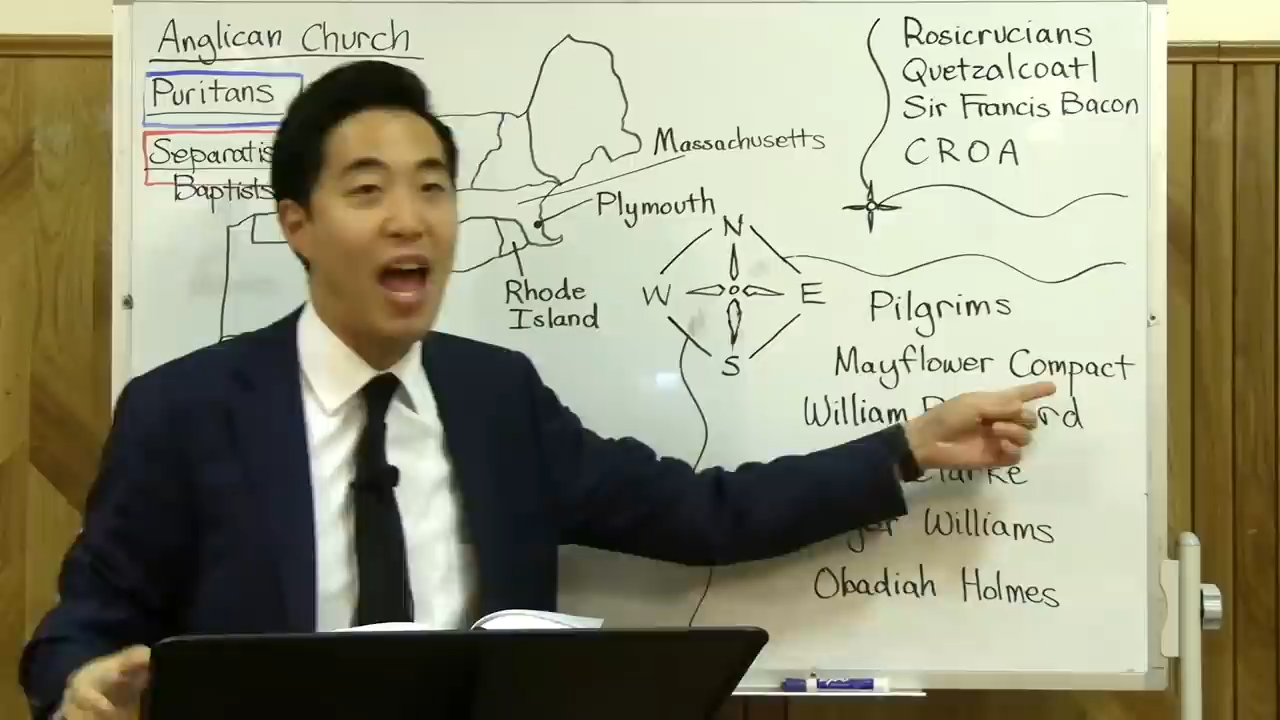 Anglican Church
Puritans
Baptists
Massachusetts
Plymouth
Rhode
Island
N
W
E
S
Rosicrucians
Quetzalcoatl
Sir Francis Bacon
CROA
Pilgrims
Mayflower Compact
William
Williams
Obadiah Holmes